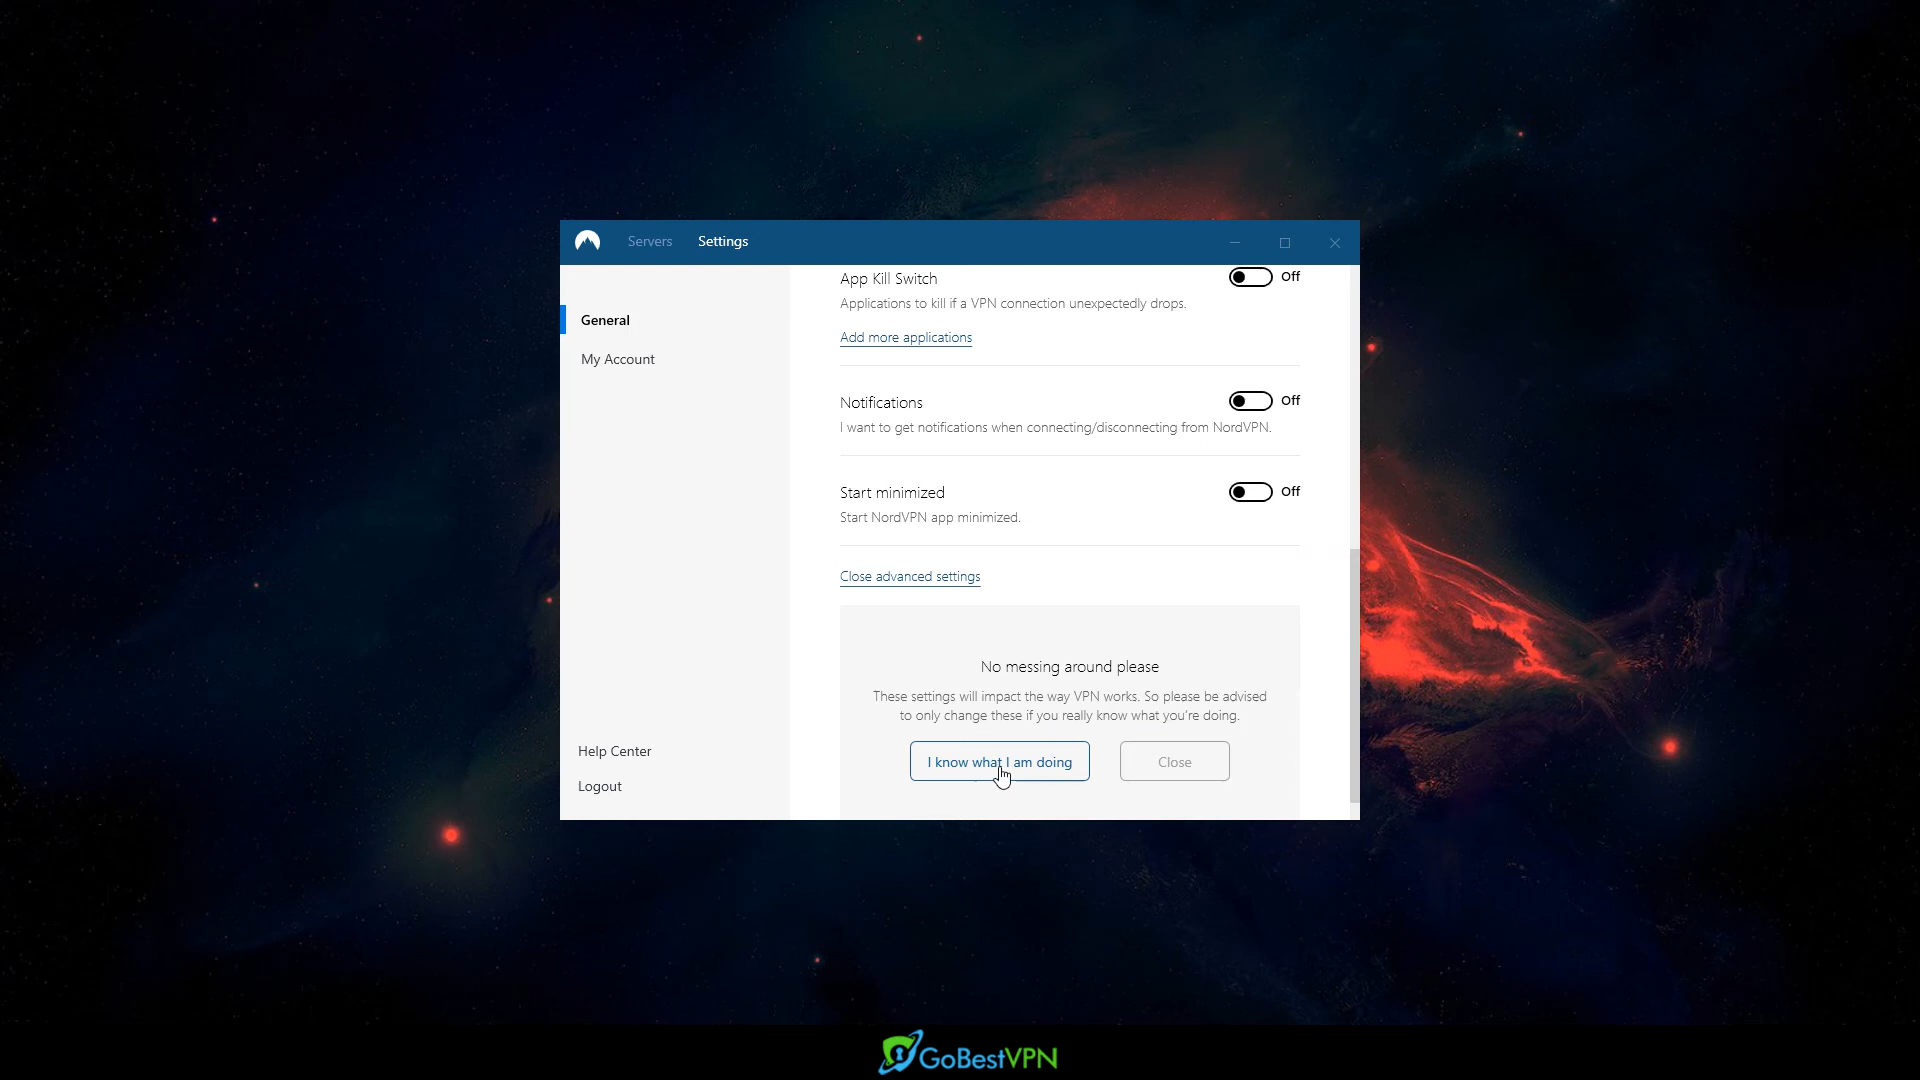 Servers
Settings
General
My Account
Help Center
Logout
App Kill Switch
Off
Applications to kill if a VPN connection unexpectedly drops.
Add more applications
Notifications
Off
I want to get notifications when connecting/disconnecting from NordVPN.
Start minimized
Off
Start NordVPN app minimized.
Close advanced settings
No messing around please
These settings will impact the way VPN works. So please be advised
to only change these if you really know what you're doing.
I know what I am doing
Close
GoBestVPN